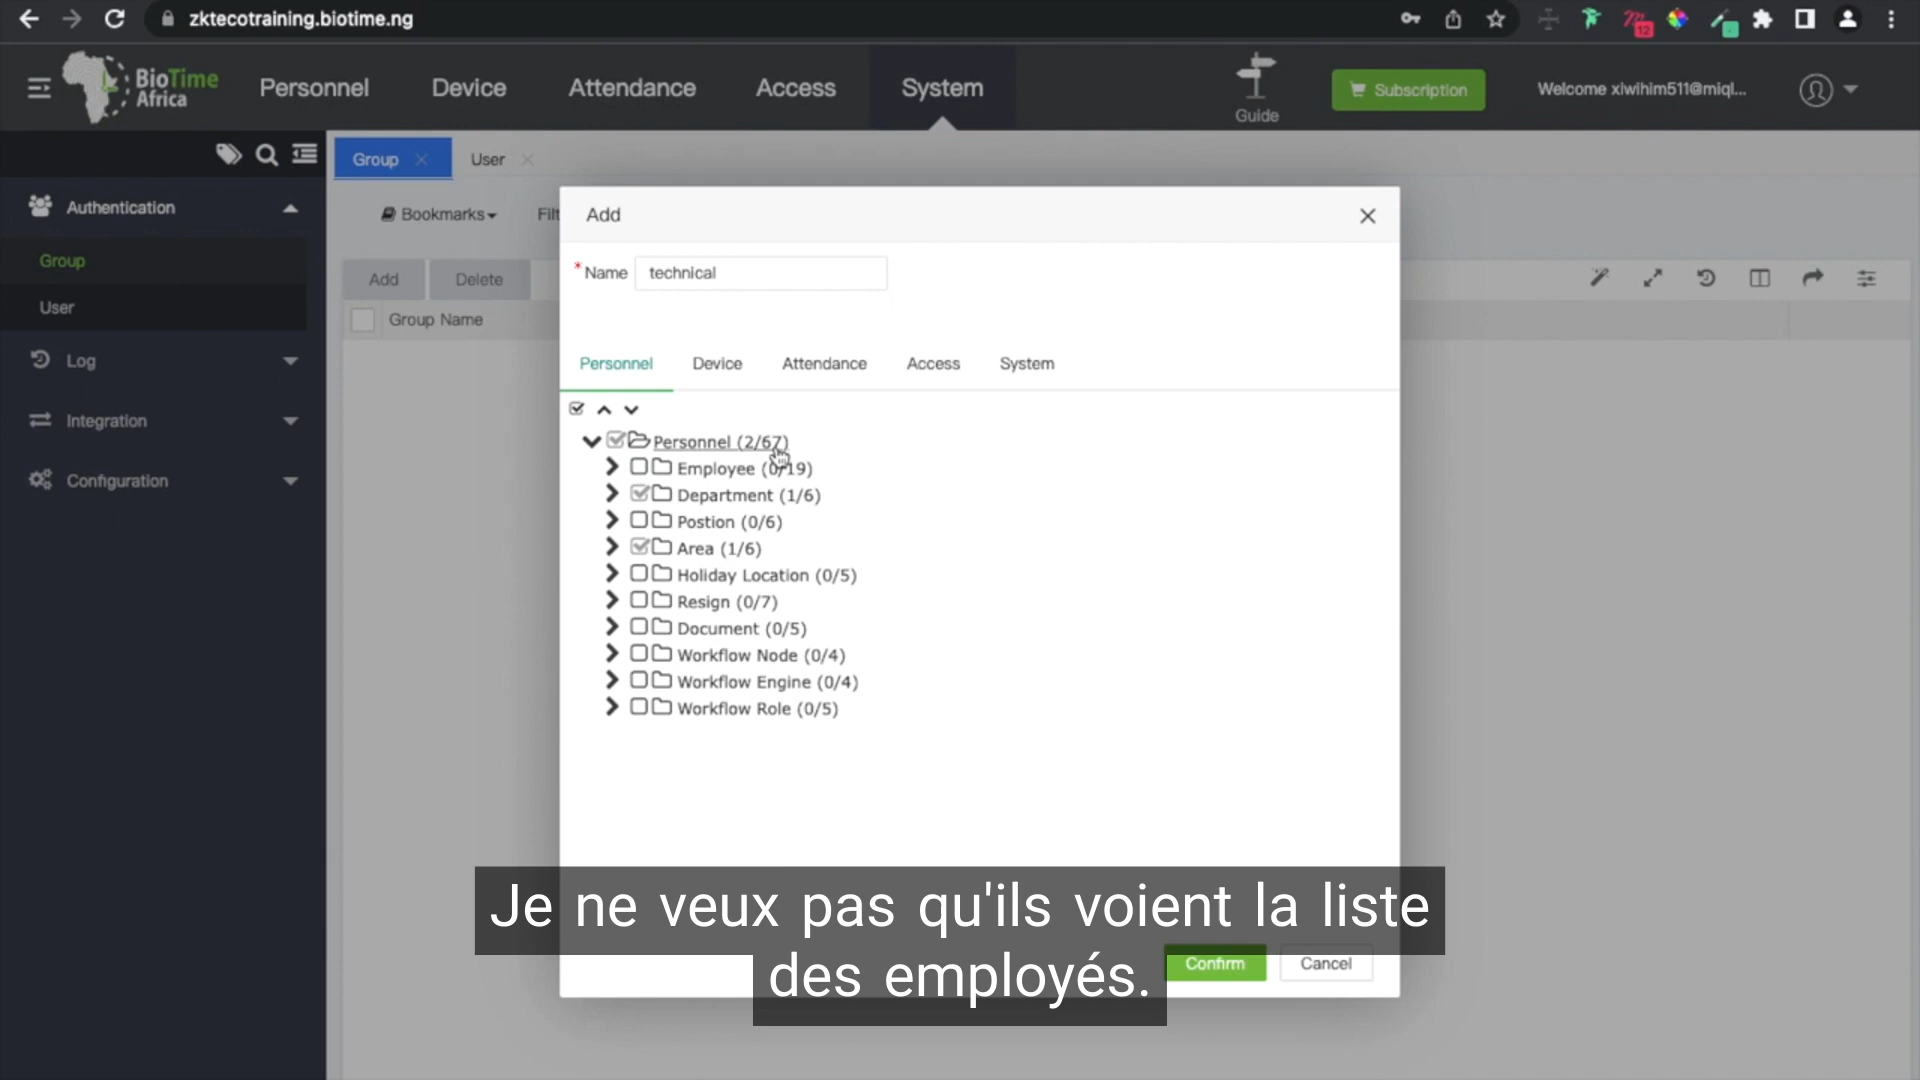 zktecotraining.biotime.ng
12
BioTime
Africa
Personnel
Device
Attendance
Access
System
Guide
Subscription
Welcome xiwihim511@miql...
Group
User
Authentication
Group
User
Log
Integration
Configuration
Bookmarks
Filt
Add
Delete
Group Name
Add
* Name
technical
Personnel
Device
Attendance
Access
System
Personnel (2/67)
Employee (0/19)
Department (1/6)
Postion (0/6)
Area (1/6)
Holiday Location (0/5)
Resign (0/7)
Document (0/5)
Workflow Node (0/4)
Workflow Engine (0/4)
Workflow Role (0/5)
Je ne veux pas qu'ils voient la liste
des employés.
Confirm
Cancel